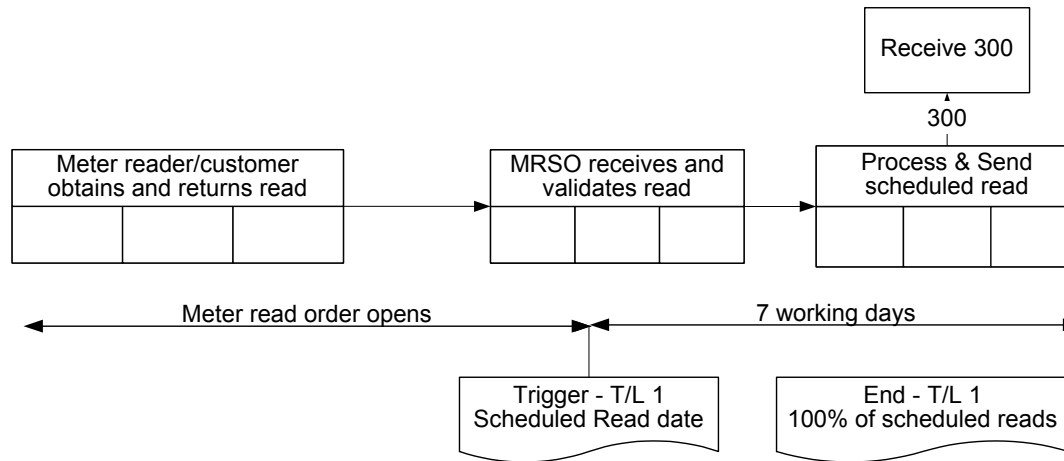 Receive 300
300
Meter reader/customer
obtains and returns read
MRSO receives and
validates read
Process & Send
scheduled read
Meter read order opens
7 working days
Trigger - T/L 1
Scheduled Read date
End - T/L 1
100% of scheduled reads